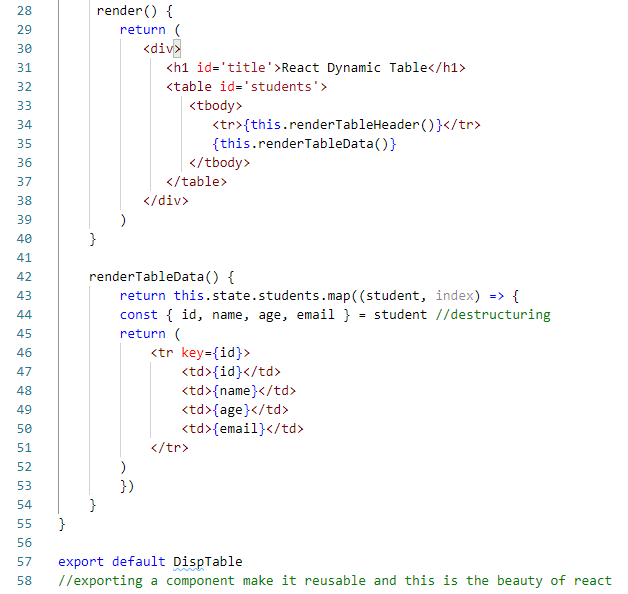 28 render() {
29 return (
30 <div>
31 <h1 id='title'>React Dynamic Table</h1>
32 <table id='students'>
33 <tbody>
34 <tr>{this.renderTableHeader()}</tr>
35 {this.renderTableData()}
36 </tbody>
37 </table>
38 </div>
39 )
40 }
41
42 renderTableData() {
43 return this.state.students.map((student, index) => {
44 const { id, name, age, email } = student //destructuring
45 return (
46 <tr key={id}>
47 <td>{id}</td>
48 <td>{name}</td>
49 <td>{age}</td>
50 <td>{email}</td>
51 </tr>
52 )
53 })
54 }
55 }
56
57 export default DispTable
58 //exporting a component make it reusable and this is the beauty of react